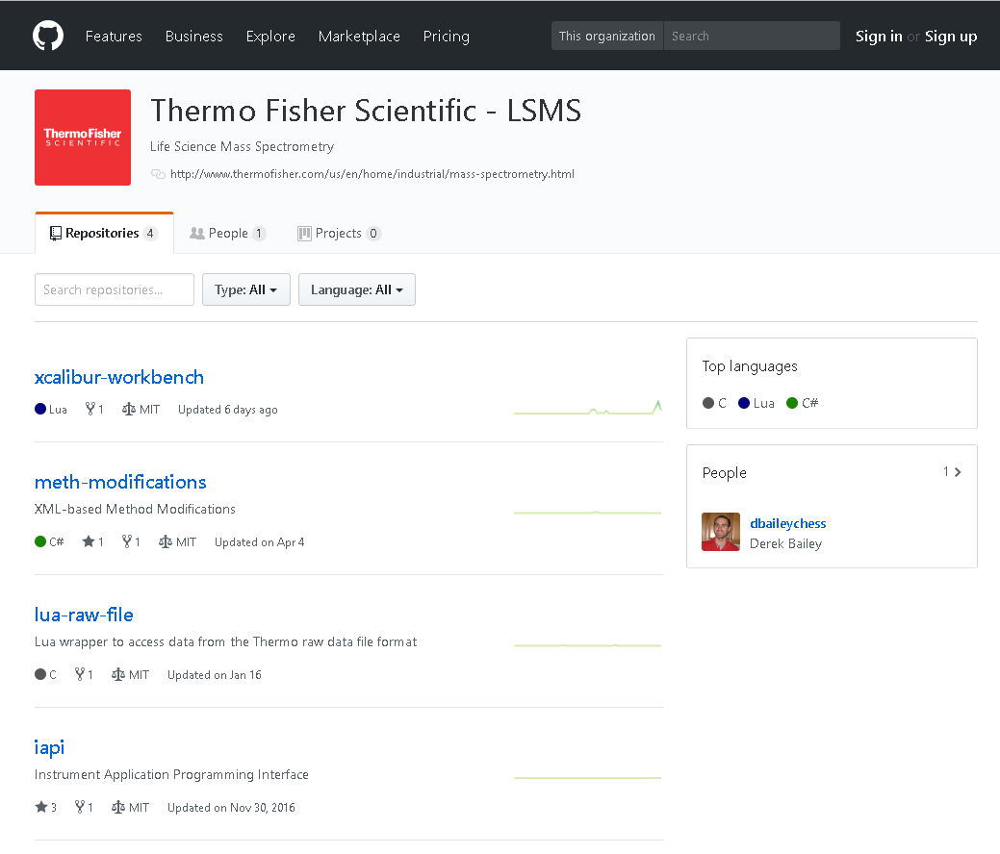 Features Business Explore Marketplace Pricing This organization Search Sign in or Sign up
ThermoFisher
SCIENTIFIC
Thermo Fisher Scientific - LSMS
Life Science Mass Spectrometry
http://www.thermofisher.com/us/en/home/industrial/mass-spectrometry.html
Repositories 4 People 1 Projects 0
Search repositories... Type: All Language: All
xcalibur-workbench
Lua 1 MIT Updated 6 days ago
meth-modifications
XML-based Method Modifications
C# 1 1 MIT Updated on Apr 4
lua-raw-file
Lua wrapper to access data from the Thermo raw data file format
C 1 MIT Updated on Jan 16
iapi
Instrument Application Programming Interface
3 1 MIT Updated on Nov 30, 2016
Top languages
C Lua C#
People 1
dbaileychess
Derek Bailey